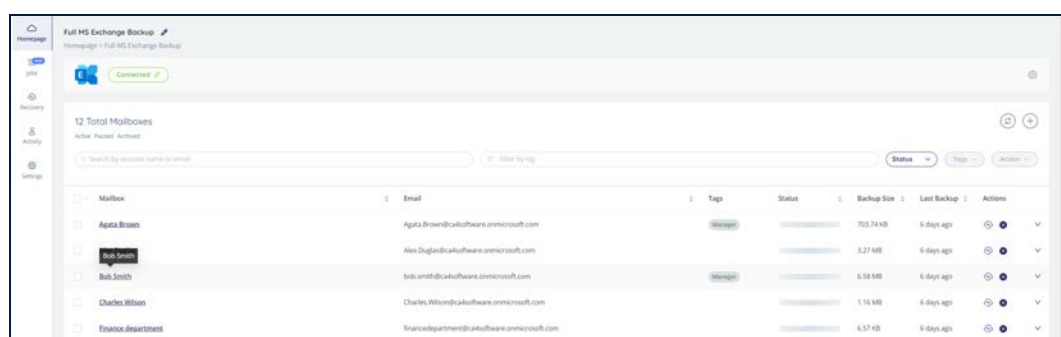 Homepage
Jobs
Recovery
Activity
Settings
Full MS Exchange Backup
Homepage > Full MS Exchange Backup
Connected
12 Total Mailboxes
Active Paused Archived
Search by account name or email
Filter by tag
Status
Tags
Action
Mailbox Email Tags Status Backup Size Last Backup Actions
Agata Brown Agata.Brown@ca4software.onmicrosoft.com Manager 703.74 KB 6 days ago
Alex.Duglas@ca4software.onmicrosoft.com 3.27 MB 6 days ago
Bob Smith
Bob Smith bob.smith@ca4software.onmicrosoft.com Manager 6.58 MB 6 days ago
Charles Wilson Charles.Wilson@ca4software.onmicrosoft.com 1.16 MB 6 days ago
Finance department financedepartment@ca4software.onmicrosoft.com 6.57 KB 6 days ago